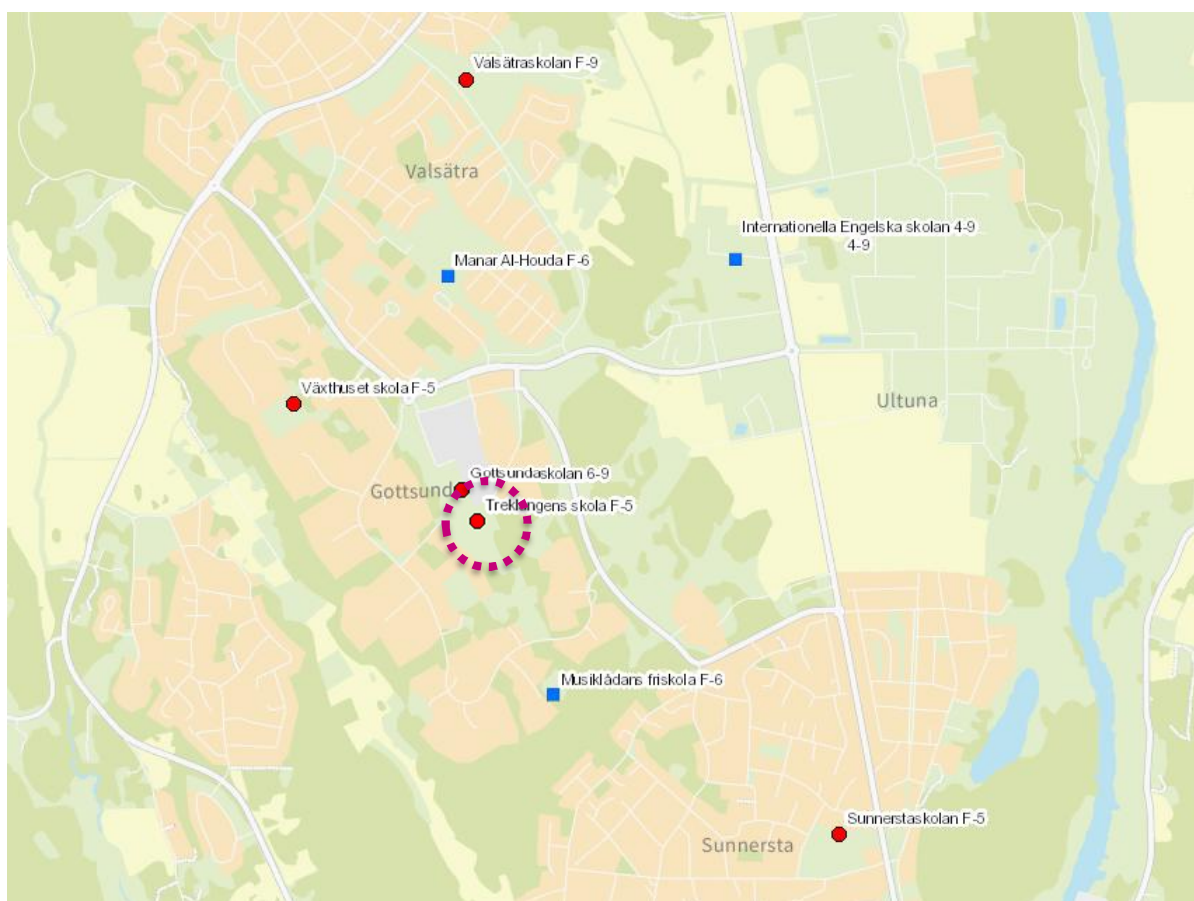 Valsätraskolan F-9
Valsätra
Internationella Engelska skolan 4-9
4-9
Manar Al-Houda F-6
Växthuset skola F-5
Ultuna
Gottsundaskolan 6-9
Gottsund
Treklangens skola F-5
Musiklådans friskola F-6
Sunnerstaskolan F-5
Sunnersta